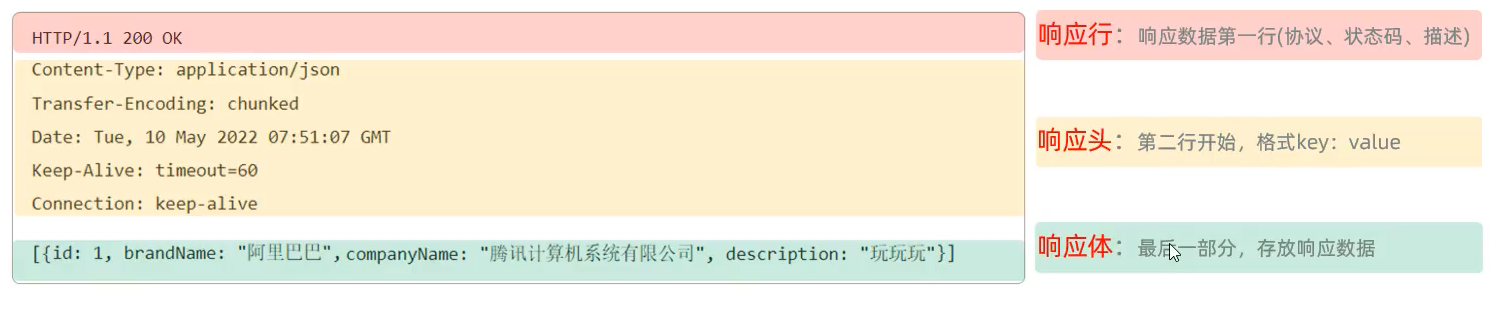 HTTP/1.1 200 OK
Content-Type: application/json
Transfer-Encoding: chunked
Date: Tue, 10 May 2022 07:51:07 GMT
Keep-Alive: timeout=60
Connection: keep-alive
[{id: 1, brandName: "阿里巴巴",companyName: "腾讯计算机系统有限公司", description: "玩玩玩"}]
响应行：响应数据第一行(协议、状态码、描述)
响应头：第二行开始，格式key：value
响应体：最后一部分，存放响应数据